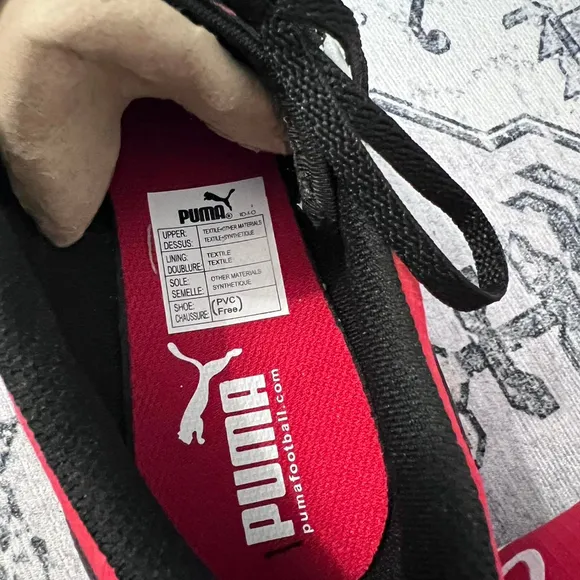 PUMA®
UPPER: TEXTILE+OTHER MATERIALS
DESSUS: TEXTILE+SYNTHETIQUE
LINING: TEXTILE
DOUBLURE: TEXTILE
SOLE: OTHER MATERIALS
SEMELLE: SYNTHETIQUE
SHOE: (PVC
CHAUSSURE: Free)
PUMA
pumafootball.com